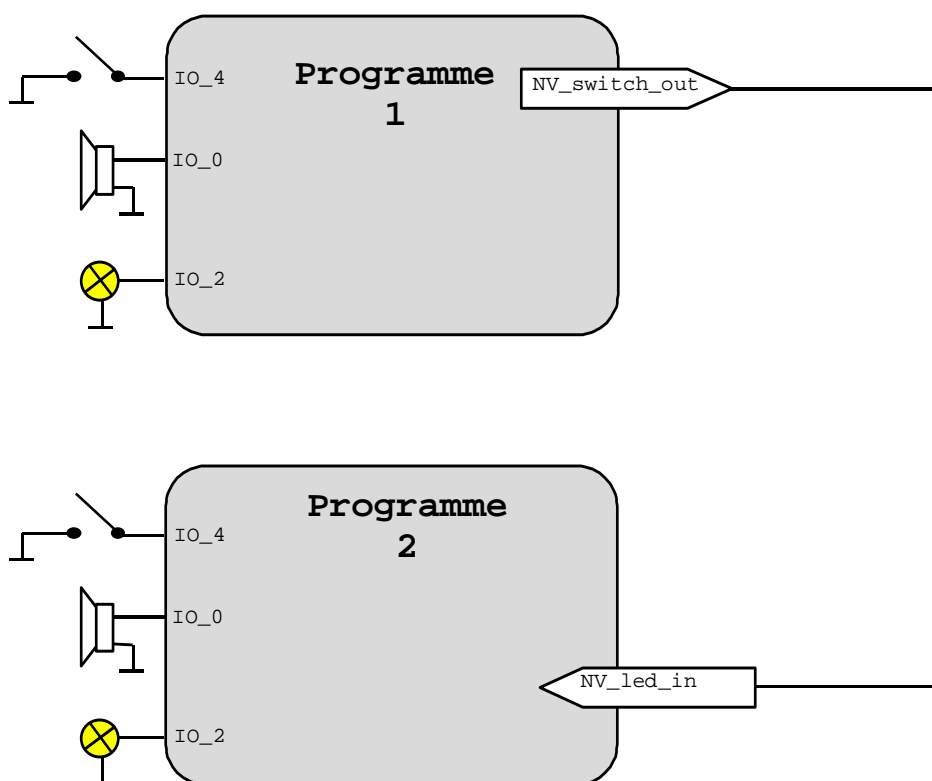 Programme
1
IO_4
NV_switch_out
IO_0
IO_2
Programme
2
IO_4
IO_0
NV_led_in
IO_2